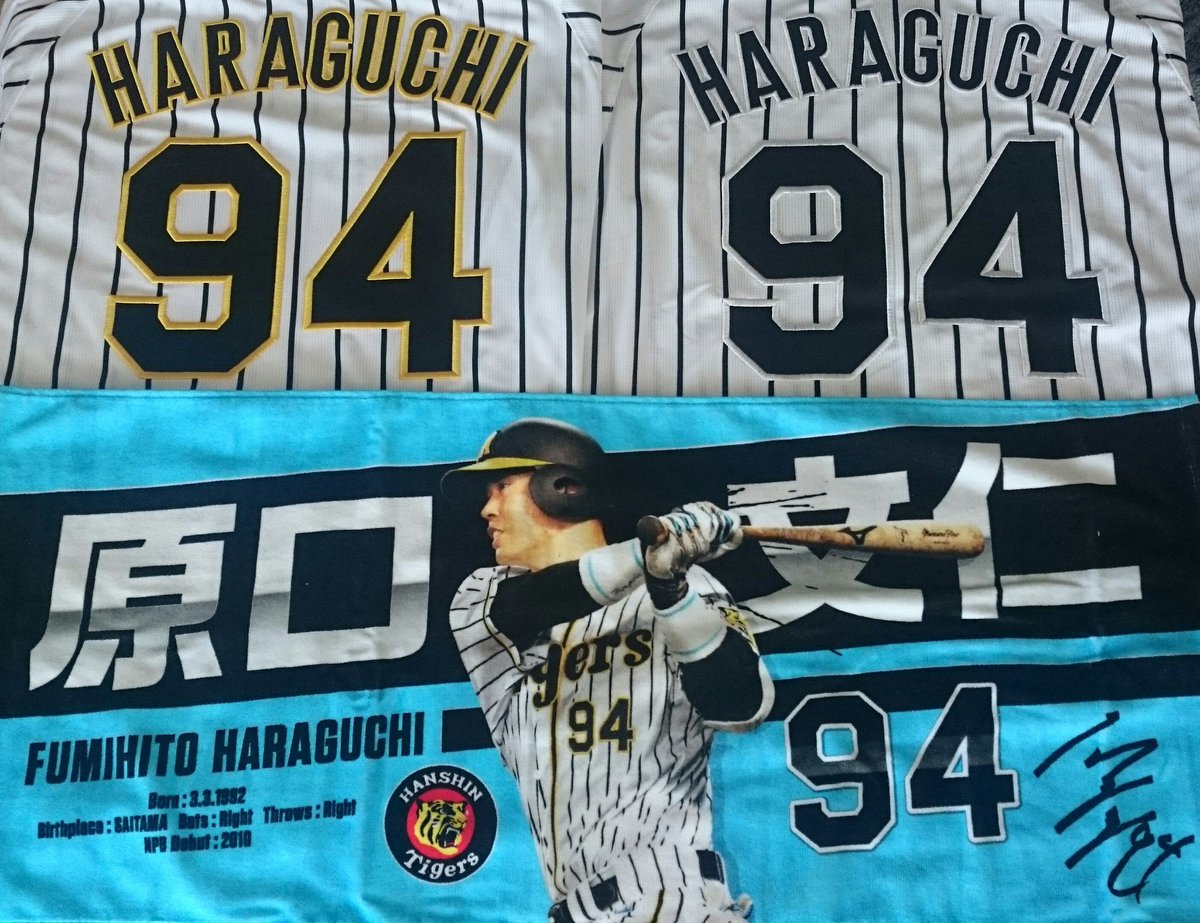 HARAGUCHI
94
HARAGUCHI
94
原口文仁
gers
94
FUMIHITO HARAGUCHI
Born : 3.3.1992
Birthplace : SAITAMA Bats : Right Throws : Right
NPB Debut : 2010
HANSHIN
Tigers
94